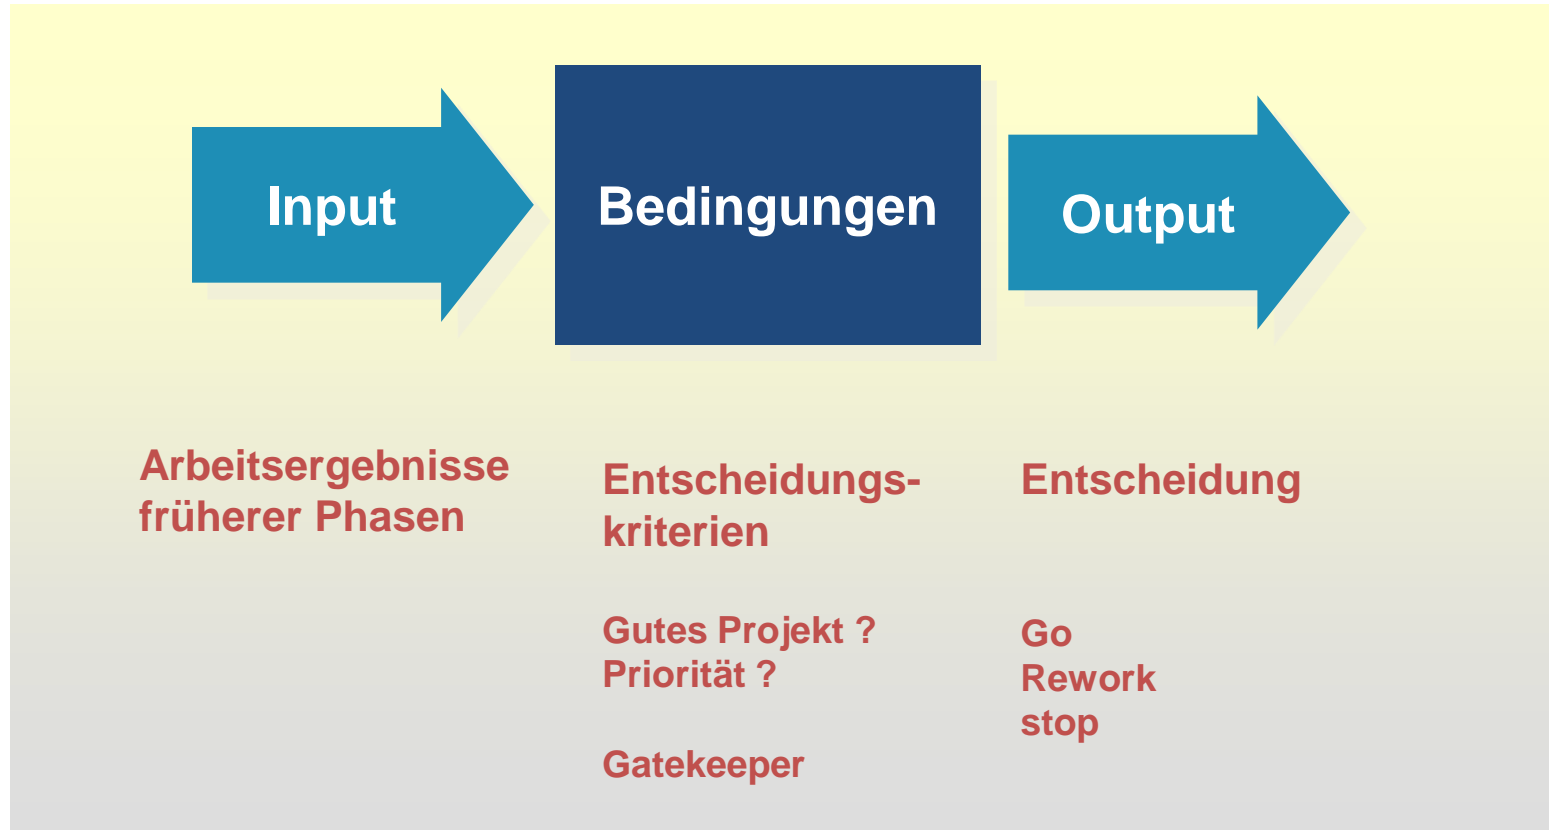 Input
Bedingungen
Output
Arbeitsergebnisse
früherer Phasen
Entscheidungs-
kriterien
Gutes Projekt ?
Priorität ?
Gatekeeper
Entscheidung
Go
Rework
stop